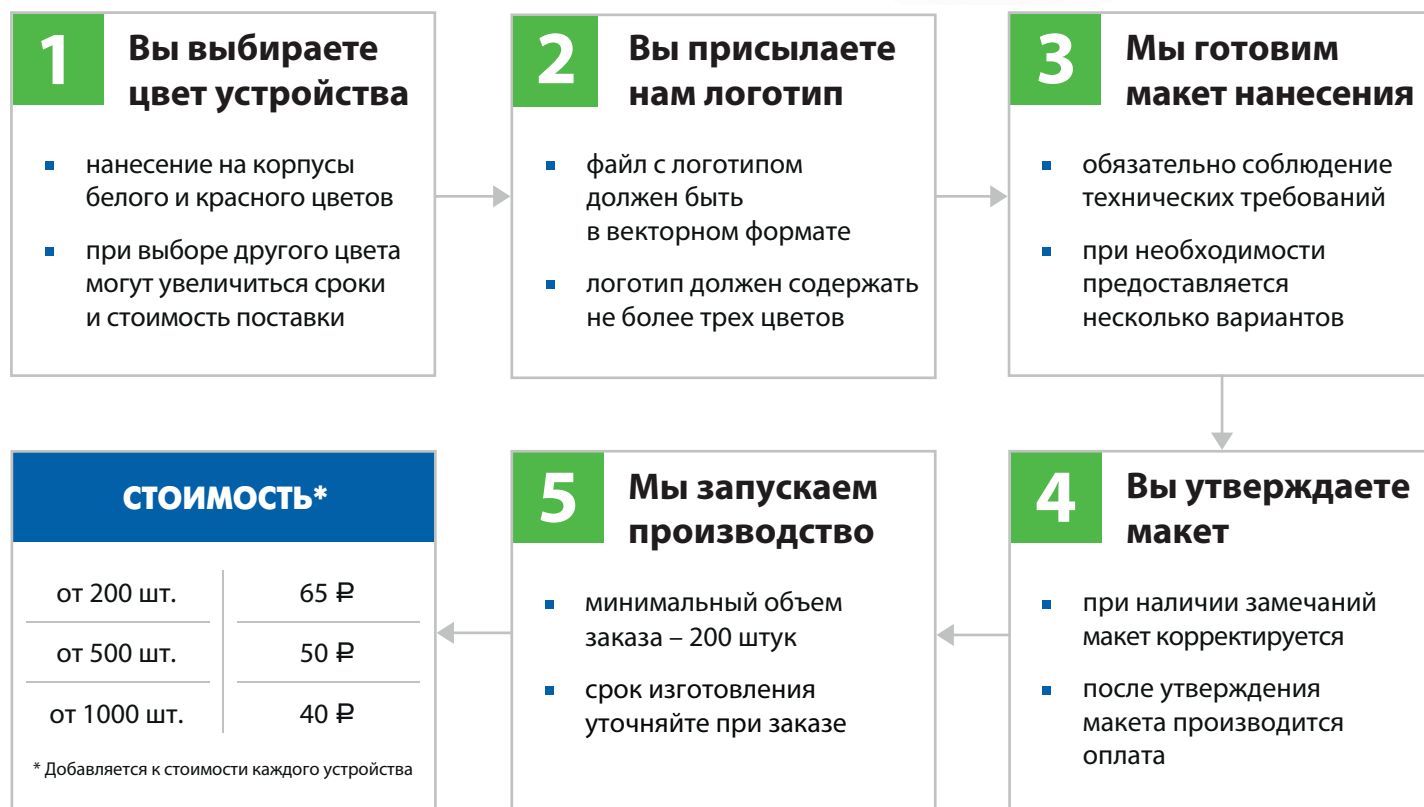 1
Вы выбираете
цвет устройства
нанесение на корпусы
белого и красного цветов
при выборе другого цвета
могут увеличиться сроки
и стоимость поставки
2
Вы присылаете
нам логотип
файл с логотипом
должен быть
в векторном формате
логотип должен содержать
не более трех цветов
3
Мы готовим
макет нанесения
обязательно соблюдение
технических требований
при необходимости
предоставляется
несколько вариантов
4
Вы утверждаете
макет
при наличии замечаний
макет корректируется
после утверждения
макета производится
оплата
5
Мы запускаем
производство
минимальный объем
заказа – 200 штук
срок изготовления
уточняйте при заказе
СТОИМОСТЬ*
от 200 шт. 65 ₽
от 500 шт. 50 ₽
от 1000 шт. 40 ₽
* Добавляется к стоимости каждого устройства